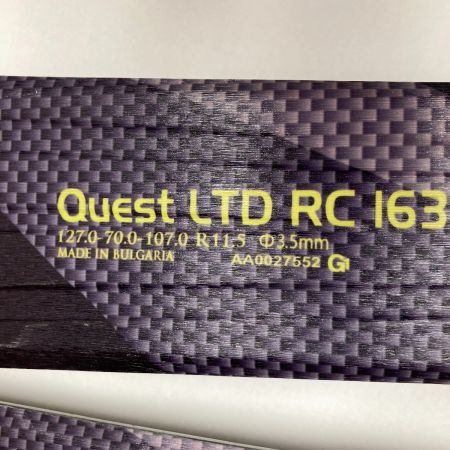 Quest LTD RC 163
127.0-70.0-107.0 R11.5 Φ3.5mm
MADE IN BULGARIA AA0027552